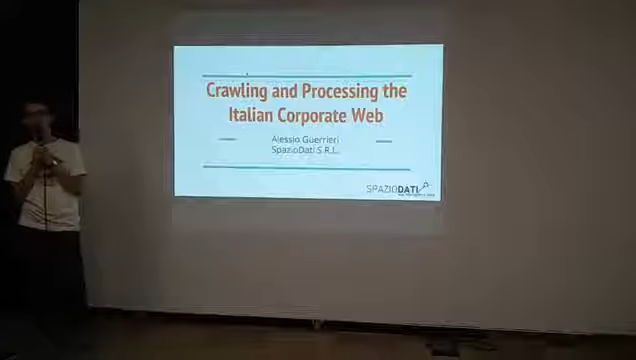 Crawling and Processing the
Italian Corporate Web
Alessio Guerrieri
SpazioDati S.R.L.
SPAZIODATI